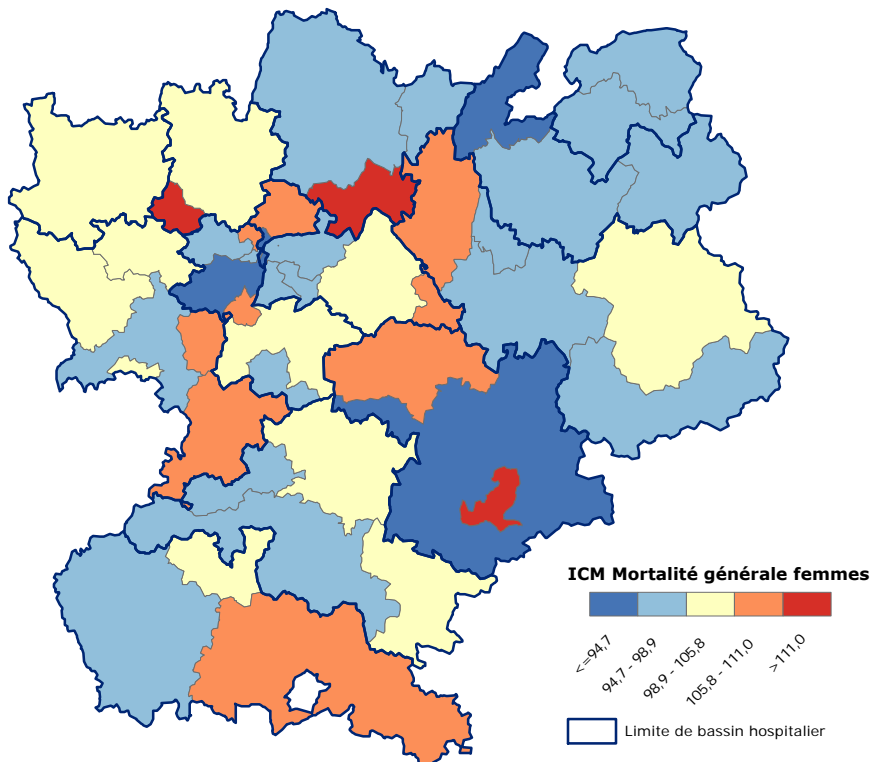 ICM Mortalité générale femmes
<=94,7
94,7 - 98,9
98,9 - 105,8
105,8 - 111,0
>111,0
Limite de bassin hospitalier